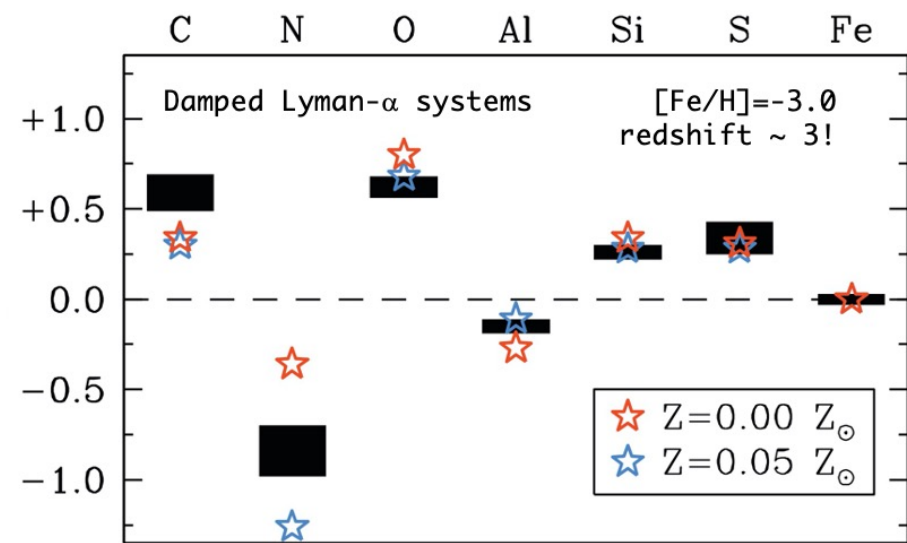 C N O Al Si S Fe
Damped Lyman-α systems
[Fe/H]=-3.0
redshift ~ 3!
+1.0
+0.5
0.0
−0.5
−1.0
Z=0.00 Z⊙
Z=0.05 Z⊙